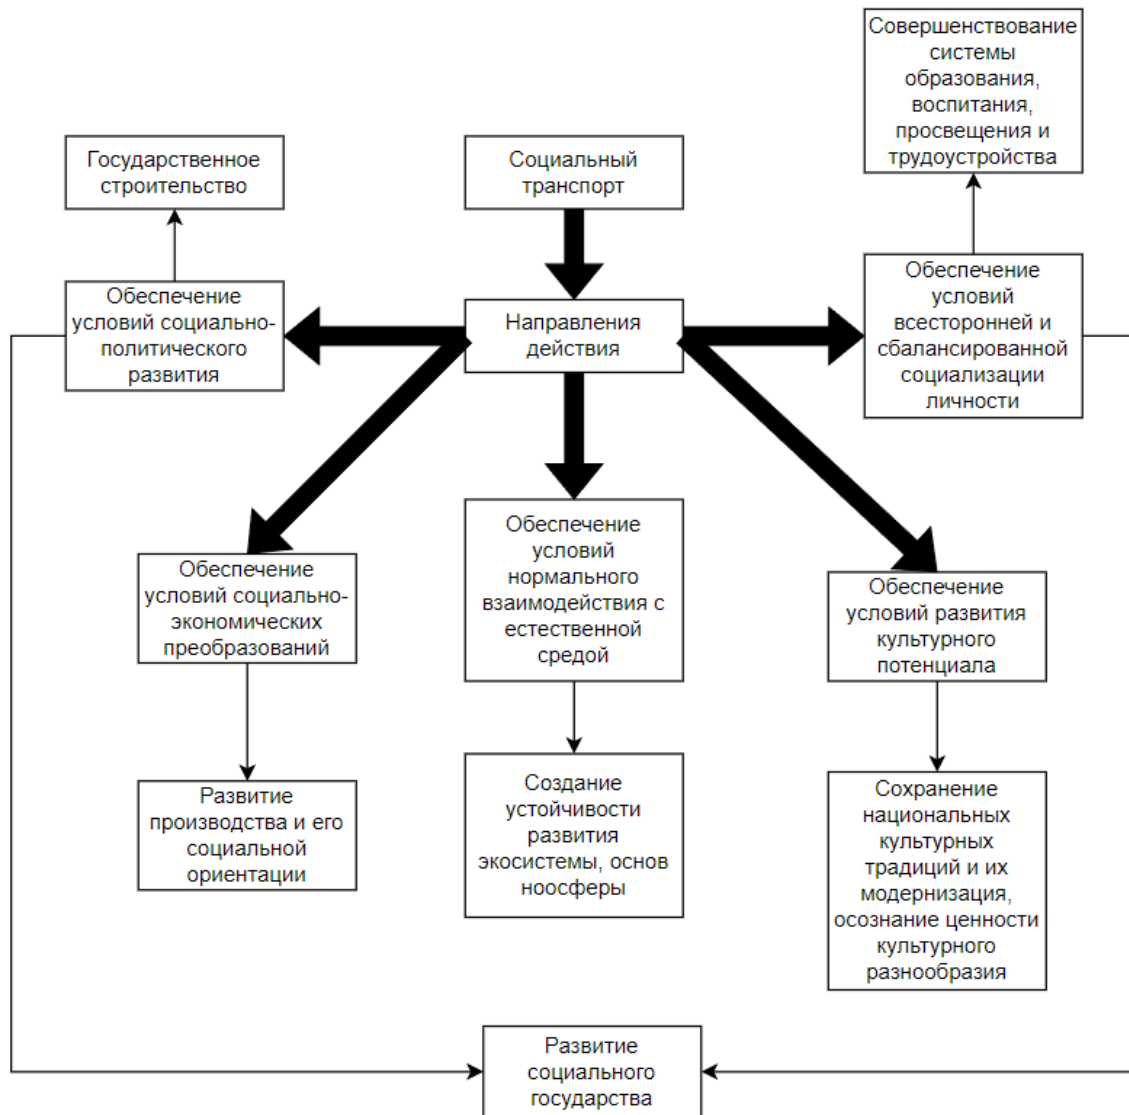 Совершенствование
системы
образования,
воспитания,
просвещения и
трудоустройства
Государственное
строительство
Социальный
транспорт
Обеспечение
условий социально-
политического
развития
Направления
действия
Обеспечение
условий
всесторонней и
сбалансированной
социализации
личности
Обеспечение
условий социально-
экономических
преобразований
Обеспечение
условий
нормального
взаимодействия с
естественной
средой
Обеспечение
условий развития
культурного
потенциала
Развитие
производства и его
социальной
ориентации
Создание
устойчивости
развития
экосистемы, основ
ноосферы
Сохранение
национальных
культурных
традиций и их
модернизация,
осознание ценности
культурного
разнообразия
Развитие
социального
государства